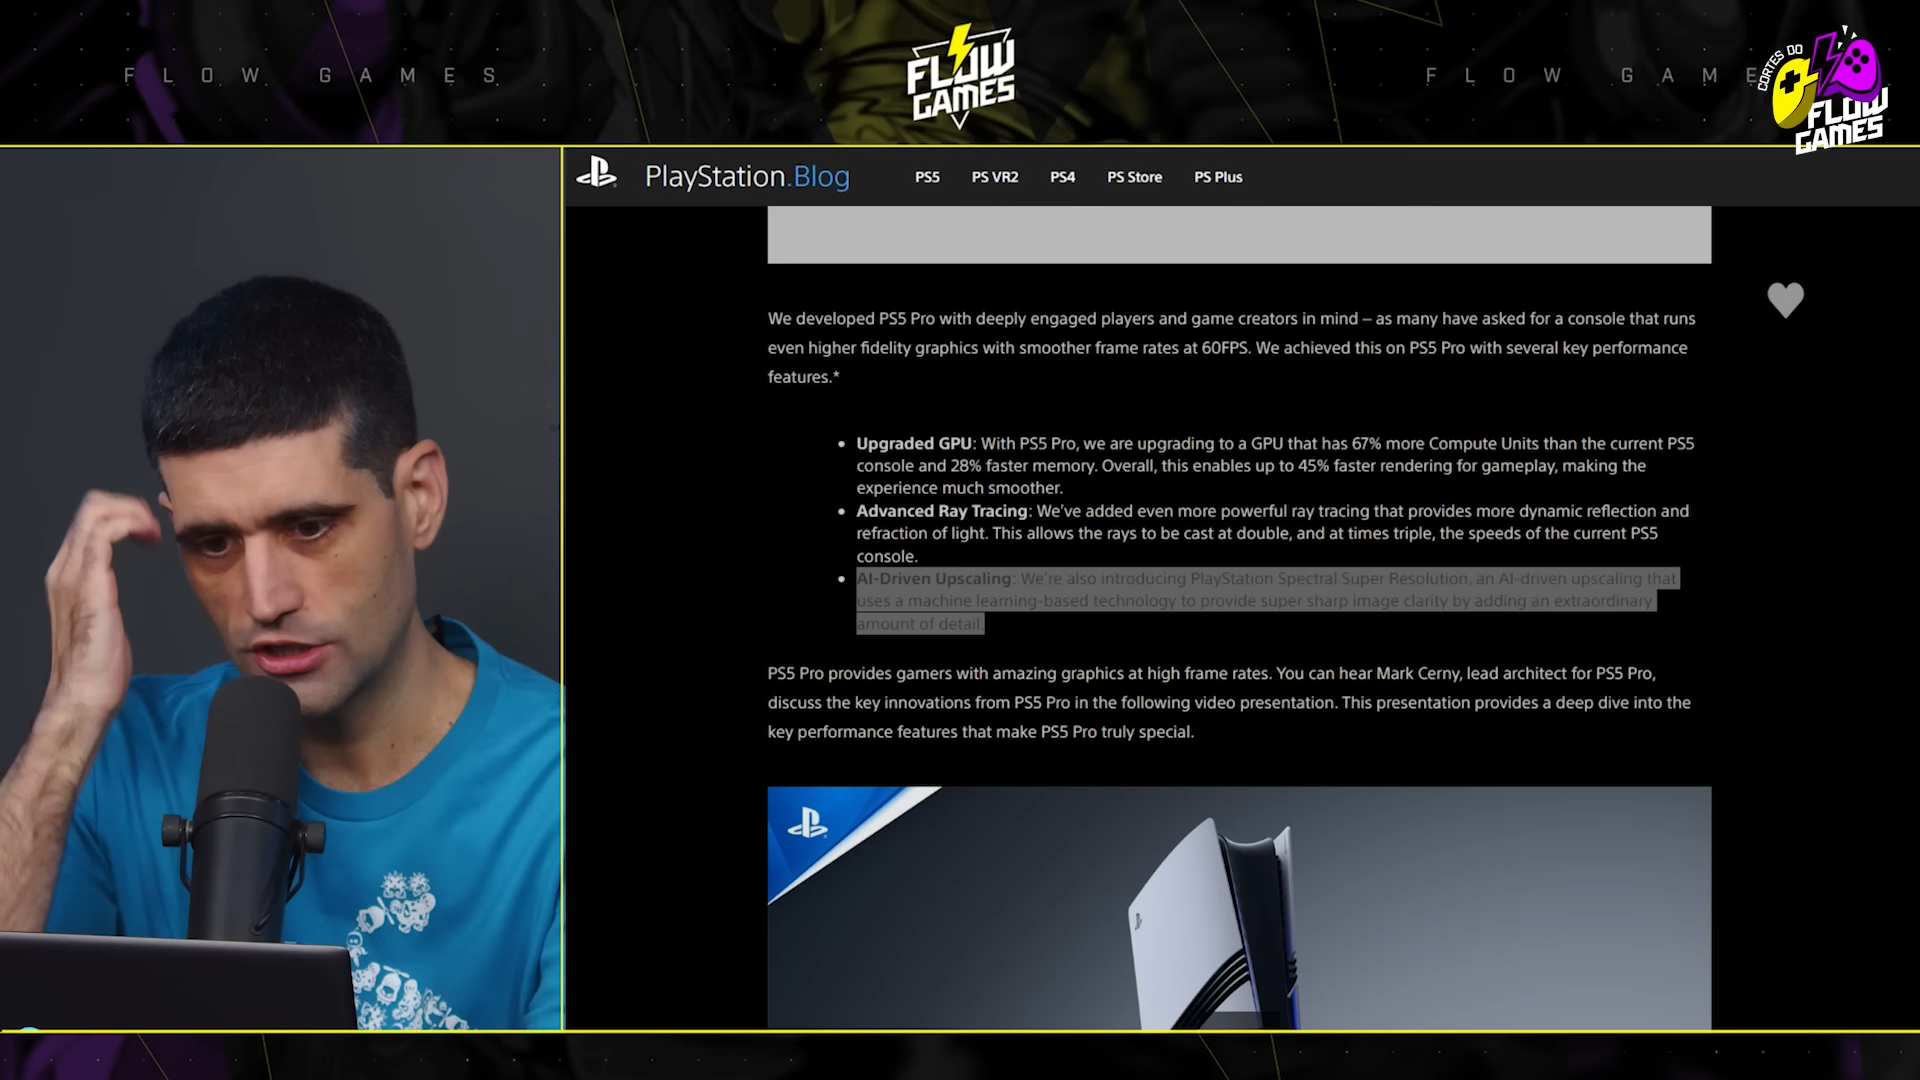 FLOW GAMES
FLOW GAMES
FLOW GAME
CORTES DO
FLOW
GAMES
PlayStation.Blog
PS5 PS VR2 PS4 PS Store PS Plus
We developed PS5 Pro with deeply engaged players and game creators in mind – as many have asked for a console that runs
even higher fidelity graphics with smoother frame rates at 60FPS. We achieved this on PS5 Pro with several key performance
features.*
• Upgraded GPU: With PS5 Pro, we are upgrading to a GPU that has 67% more Compute Units than the current PS5
console and 28% faster memory. Overall, this enables up to 45% faster rendering for gameplay, making the
experience much smoother.
• Advanced Ray Tracing: We’ve added even more powerful ray tracing that provides more dynamic reflection and
refraction of light. This allows the rays to be cast at double, and at times triple, the speeds of the current PS5
console.
• AI-Driven Upscaling: We’re also introducing PlayStation Spectral Super Resolution, an AI-driven upscaling that
uses a machine learning-based technology to provide super sharp image clarity by adding an extraordinary
amount of detail.
PS5 Pro provides gamers with amazing graphics at high frame rates. You can hear Mark Cerny, lead architect for PS5 Pro,
discuss the key innovations from PS5 Pro in the following video presentation. This presentation provides a deep dive into the
key performance features that make PS5 Pro truly special.